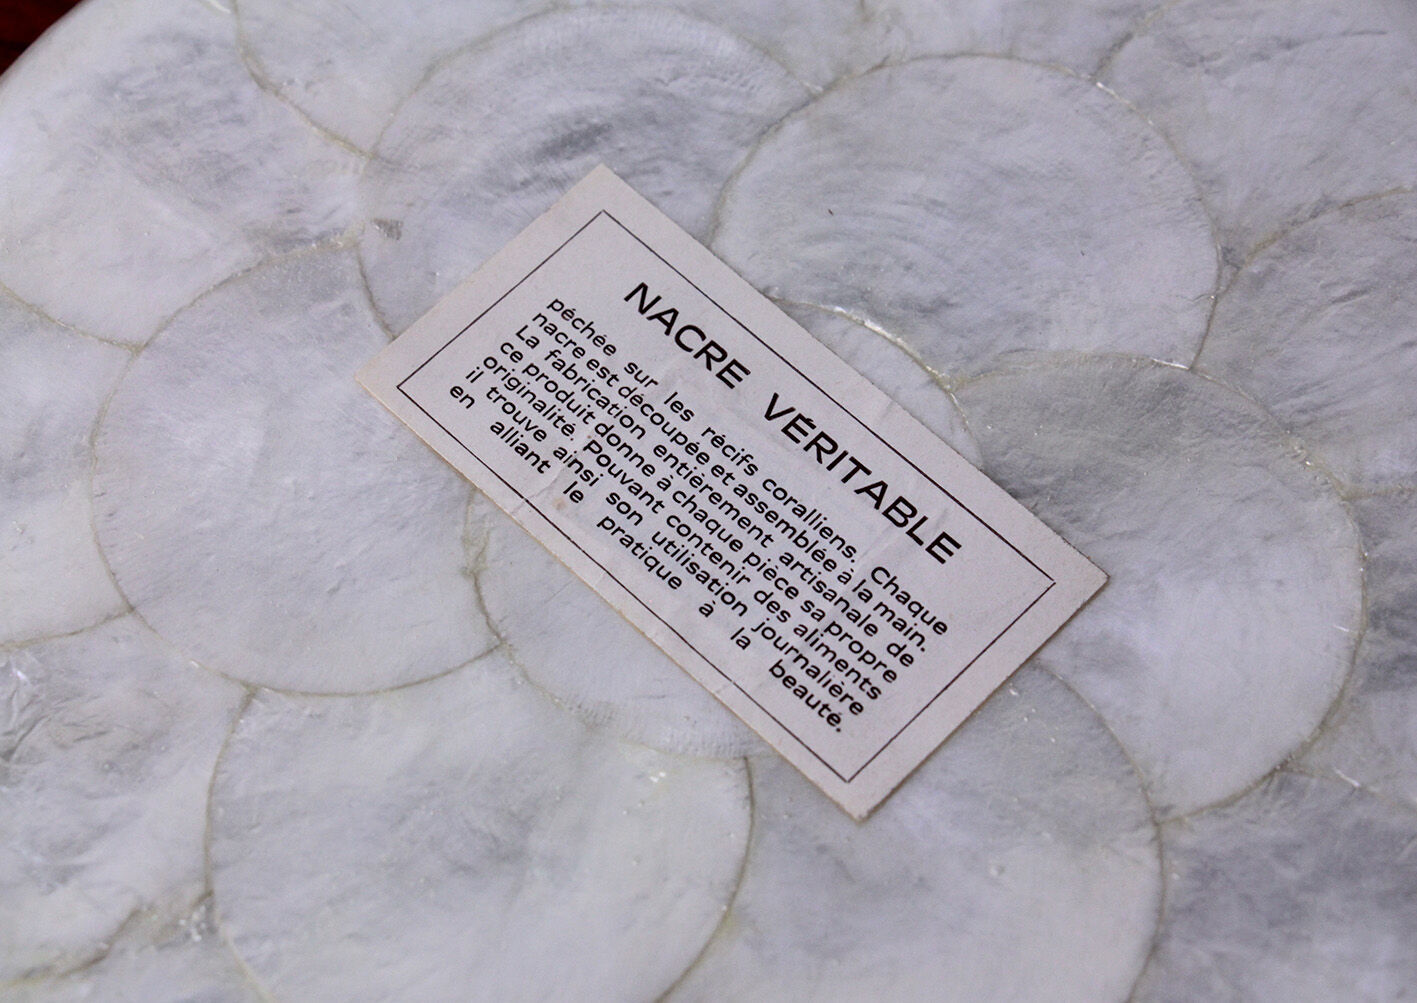 NACRE VÉRITABLE
péchée sur les récifs coralliens. Chaque
nacre est découpée et assemblée à la main.
La fabrication entièrement artisanale de
ce produit donne à chaque pièce sa propre
originalité. Pouvant contenir des aliments
il trouve ainsi son utilisation journalière
en alliant le pratique à la beauté.